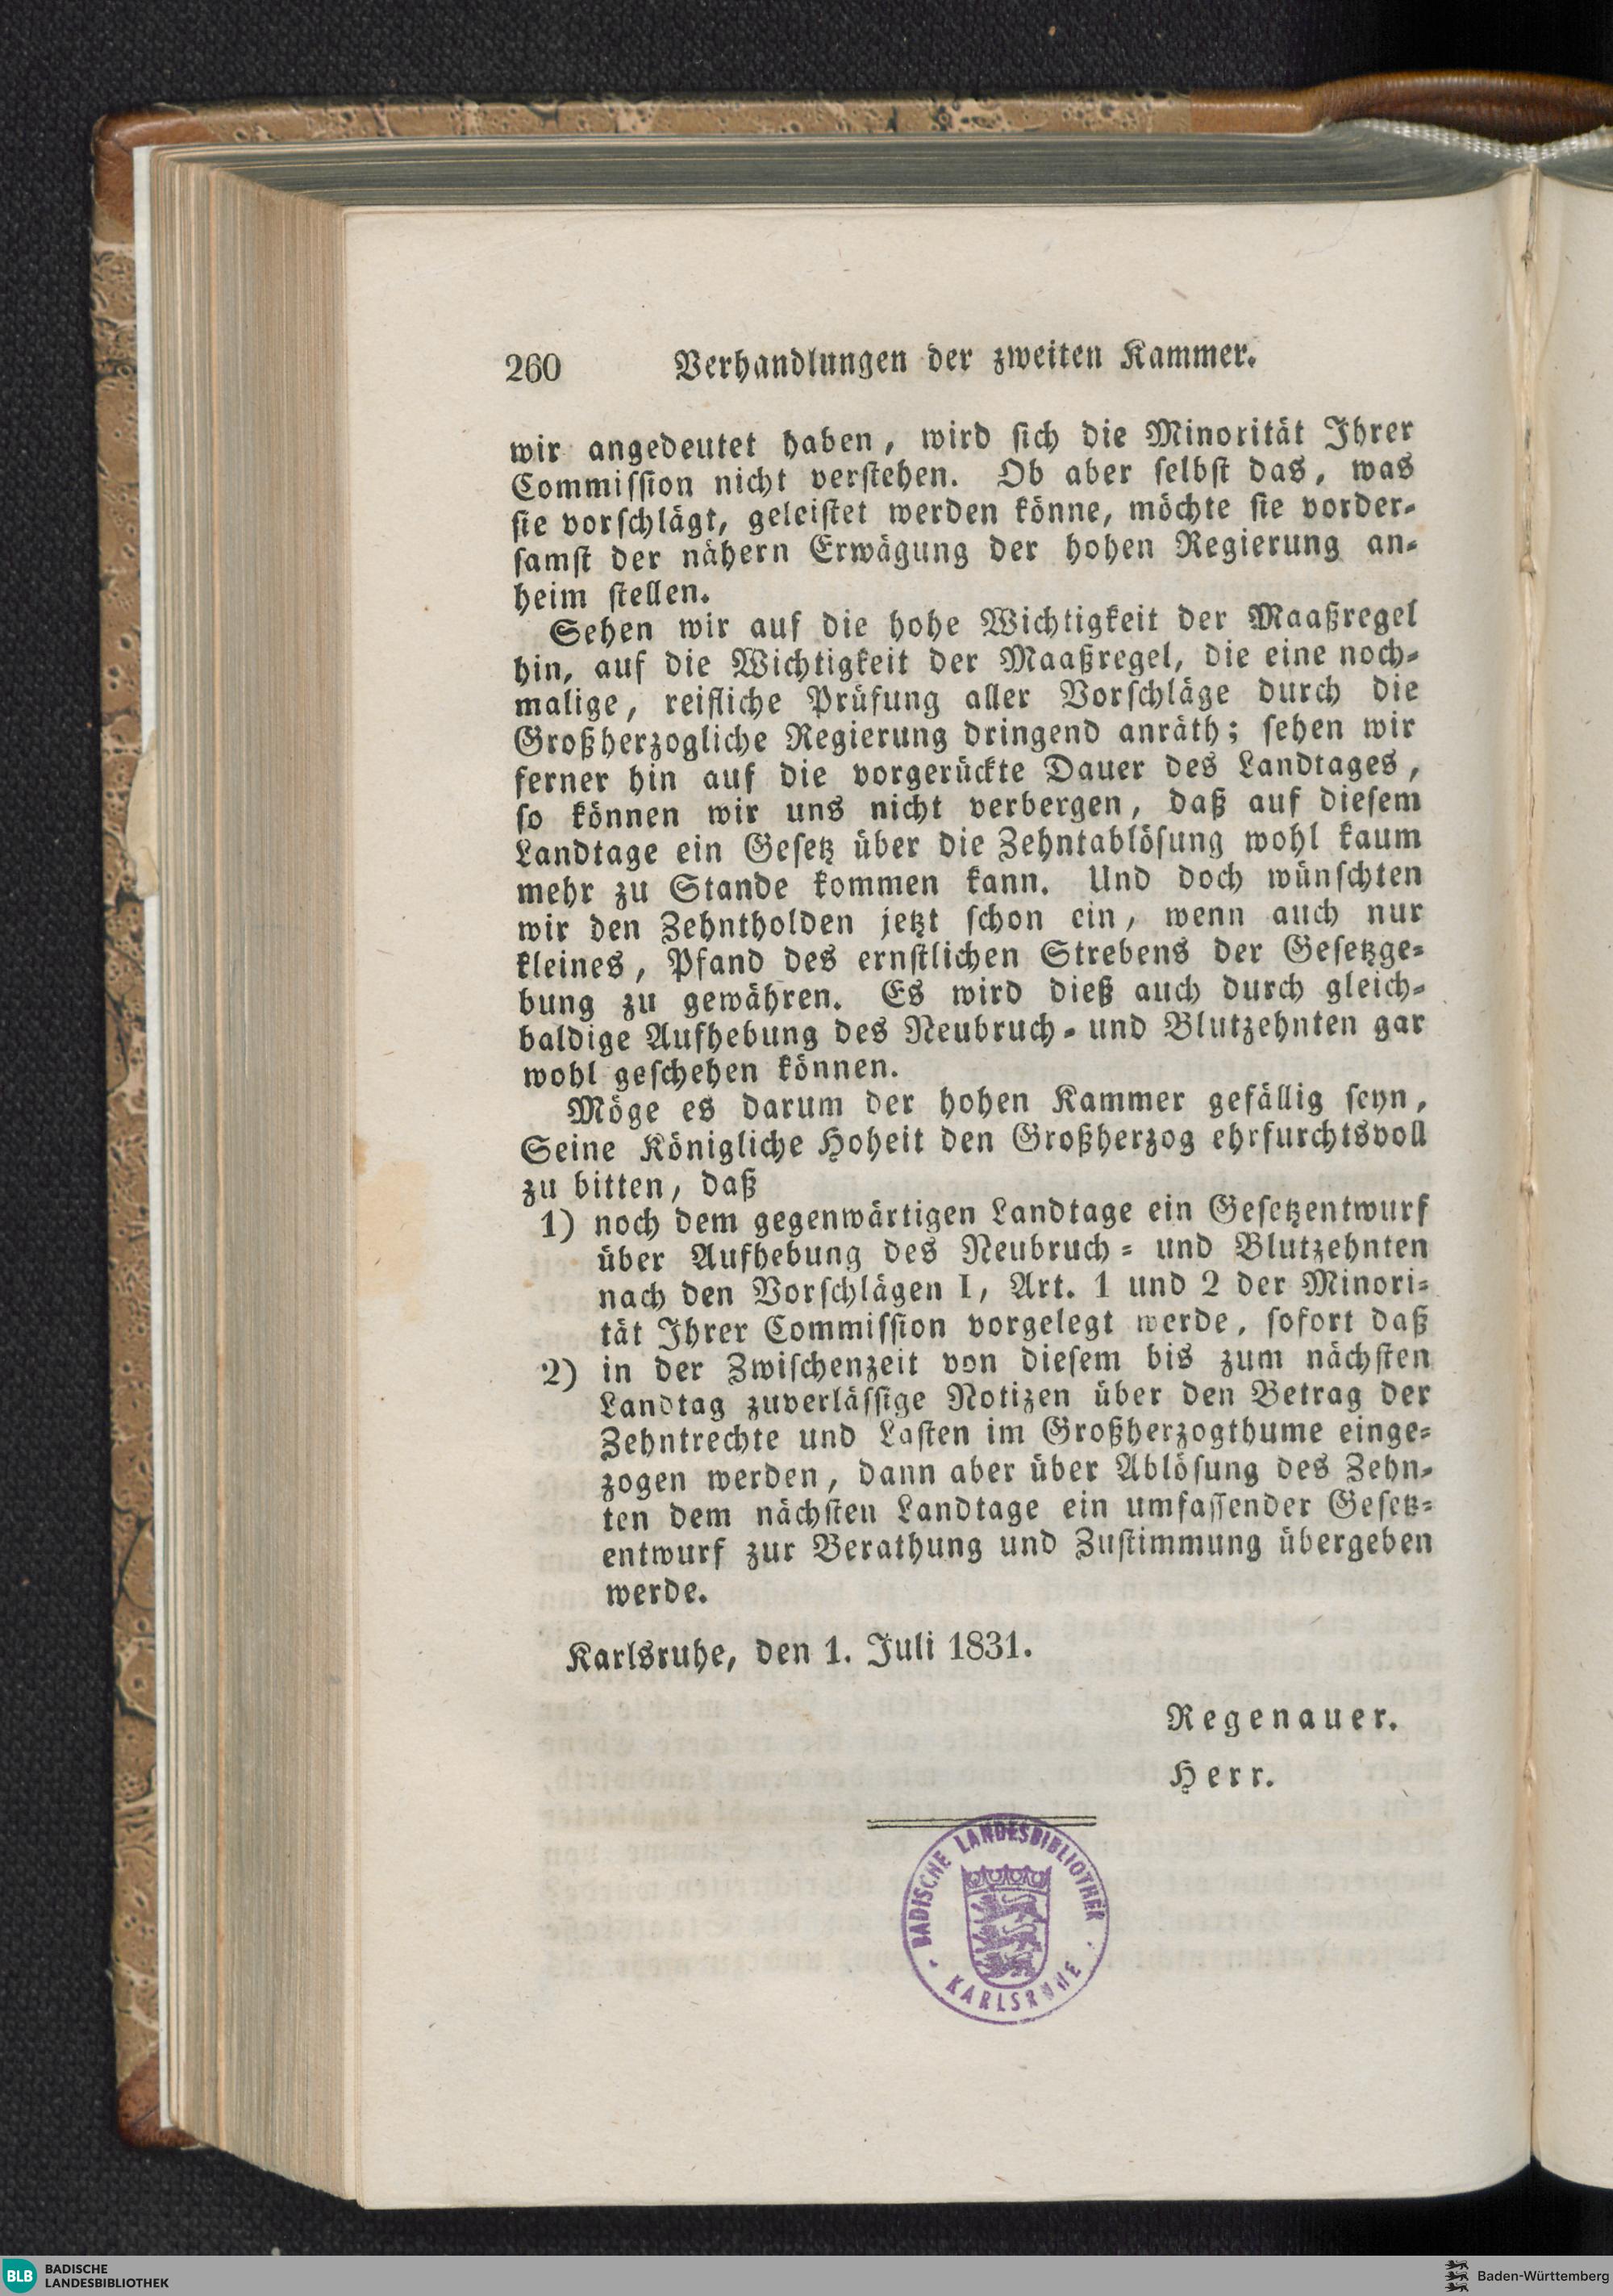 260 Verhandlungen der zweiten Kammer.
wir angedeutet haben, wird sich die Minorität Ihrer
Commission nicht verstehen. Ob aber selbst das, was
sie vorschlägt, geleistet werden könne, möchte sie vorder-
samst der nähern Erwägung der hohen Regierung an-
heim stellen.
Sehen wir auf die hohe Wichtigkeit der Maaßregel
hin, auf die Wichtigkeit der Maaßregel, die eine noch-
malige, reifliche Prüfung aller Vorschläge durch die
Großherzogliche Regierung dringend anräth; sehen wir
ferner hin auf die vorgerückte Dauer des Landtages,
so können wir uns nicht verbergen, daß auf diesem
Landtage ein Gesetz über die Zehntablösung wohl kaum
mehr zu Stande kommen kann. Und doch wünschten
wir den Zehntholden jetzt schon ein, wenn auch nur
kleines, Pfand des ernstlichen Strebens der Gesetzge-
bung zu gewähren. Es wird dieß auch durch gleich-
baldige Aufhebung des Neubruch- und Blutzehnten gar
wohl geschehen können.
Möge es darum der hohen Kammer gefällig seyn,
Seine Königliche Hoheit den Großherzog ehrfurchtsvoll
zu bitten, daß
1) noch dem gegenwärtigen Landtage ein Gesetzentwurf
über Aufhebung des Neubruch- und Blutzehnten
nach den Vorschlägen I, Art. 1 und 2 der Minori-
tät Ihrer Commission vorgelegt werde, sofort daß
2) in der Zwischenzeit von diesem bis zum nächsten
Landtag zuverlässige Notizen über den Betrag der
Zehntrechte und Lasten im Großherzogthume einge-
zogen werden, dann aber über Ablösung des Zehn-
ten dem nächsten Landtage ein umfassender Gesetz-
entwurf zur Berathung und Zustimmung übergeben
werde.
Karlsruhe, den 1. Juli 1831.
Regenauer.
Herr.
BADISCHE LANDESBIBLIOTHEK
KARLSRUHE
BLB BADISCHE
LANDESBIBLIOTHEK
Baden-Württemberg